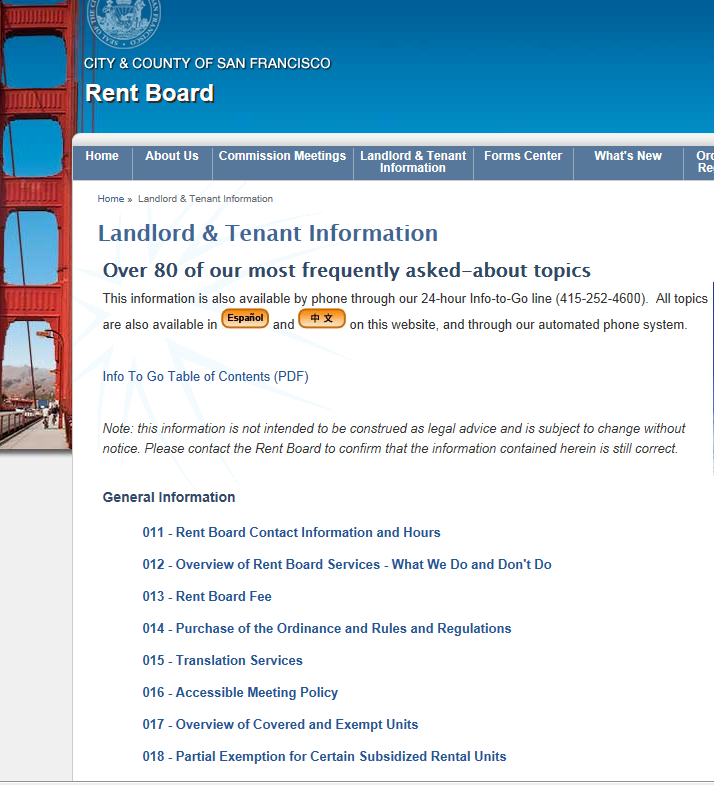 CITY & COUNTY OF SAN FRANCISCO
Rent Board
Home About Us Commission Meetings Landlord & Tenant Information Forms Center What's New
Home » Landlord & Tenant Information
Landlord & Tenant Information
Over 80 of our most frequently asked-about topics
This information is also available by phone through our 24-hour Info-to-Go line (415-252-4600). All topics
are also available in Español and 中文 on this website, and through our automated phone system.
Info To Go Table of Contents (PDF)
Note: this information is not intended to be construed as legal advice and is subject to change without
notice. Please contact the Rent Board to confirm that the information contained herein is still correct.
General Information
011 - Rent Board Contact Information and Hours
012 - Overview of Rent Board Services - What We Do and Don't Do
013 - Rent Board Fee
014 - Purchase of the Ordinance and Rules and Regulations
015 - Translation Services
016 - Accessible Meeting Policy
017 - Overview of Covered and Exempt Units
018 - Partial Exemption for Certain Subsidized Rental Units